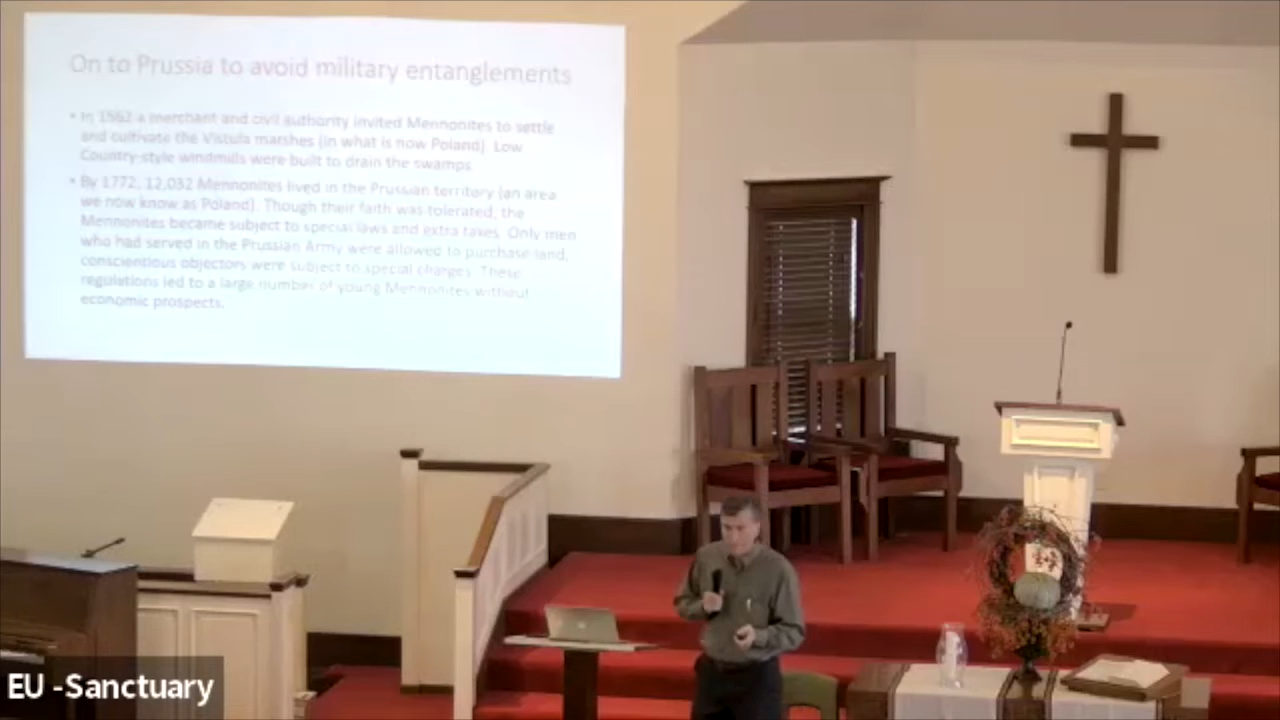 On to Prussia to avoid military entanglements
• In 1562 a merchant and civil authority invited Mennonites to settle
and cultivate the Vistula marshes (in what is now Poland). Low
Country-style windmills were built to drain the swamps.
• By 1772, 12,032 Mennonites lived in the Prussian territory (an area
we now know as Poland). Though their faith was tolerated, the
Mennonites became subject to special laws and extra taxes. Only men
who had served in the Prussian Army were allowed to purchase land,
conscientious objectors were subject to special charges. These
regulations led to a large number of young Mennonites without
economic prospects.
EU -Sanctuary